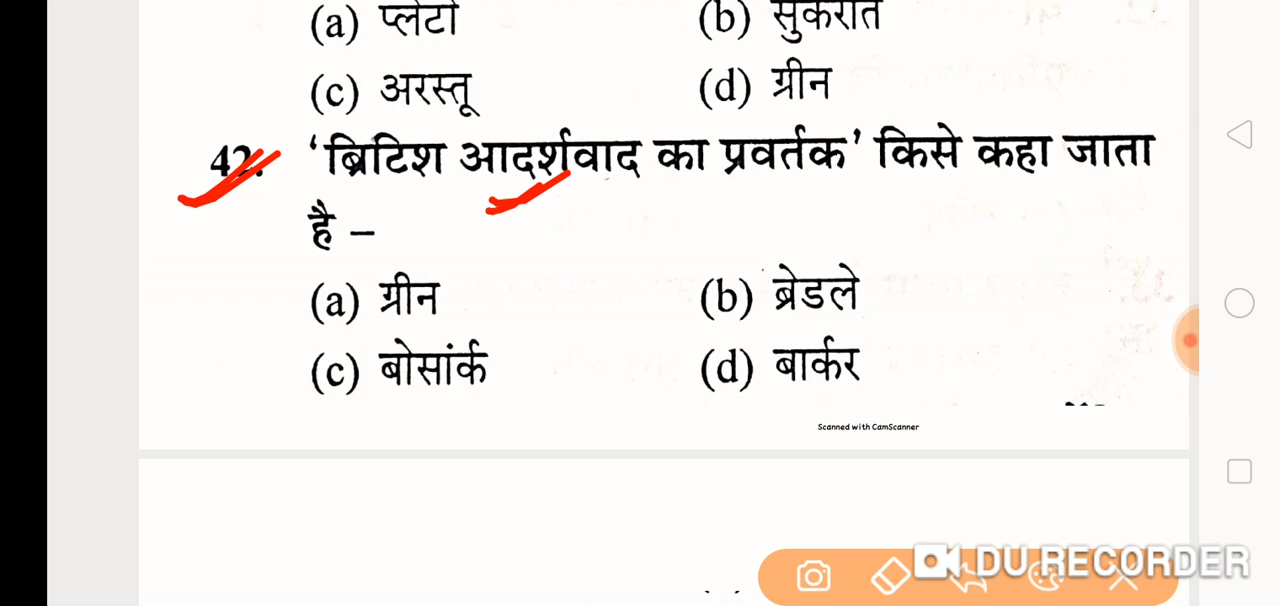 (a) प्लेटो (b) सुकरात
(c) अरस्तू (d) ग्रीन
42. 'ब्रिटिश आदर्शवाद का प्रवर्तक' किसे कहा जाता
है –
(a) ग्रीन (b) ब्रेडले
(c) बोसांर्क (d) बार्कर
Scanned with CamScanner
DU RECORDER